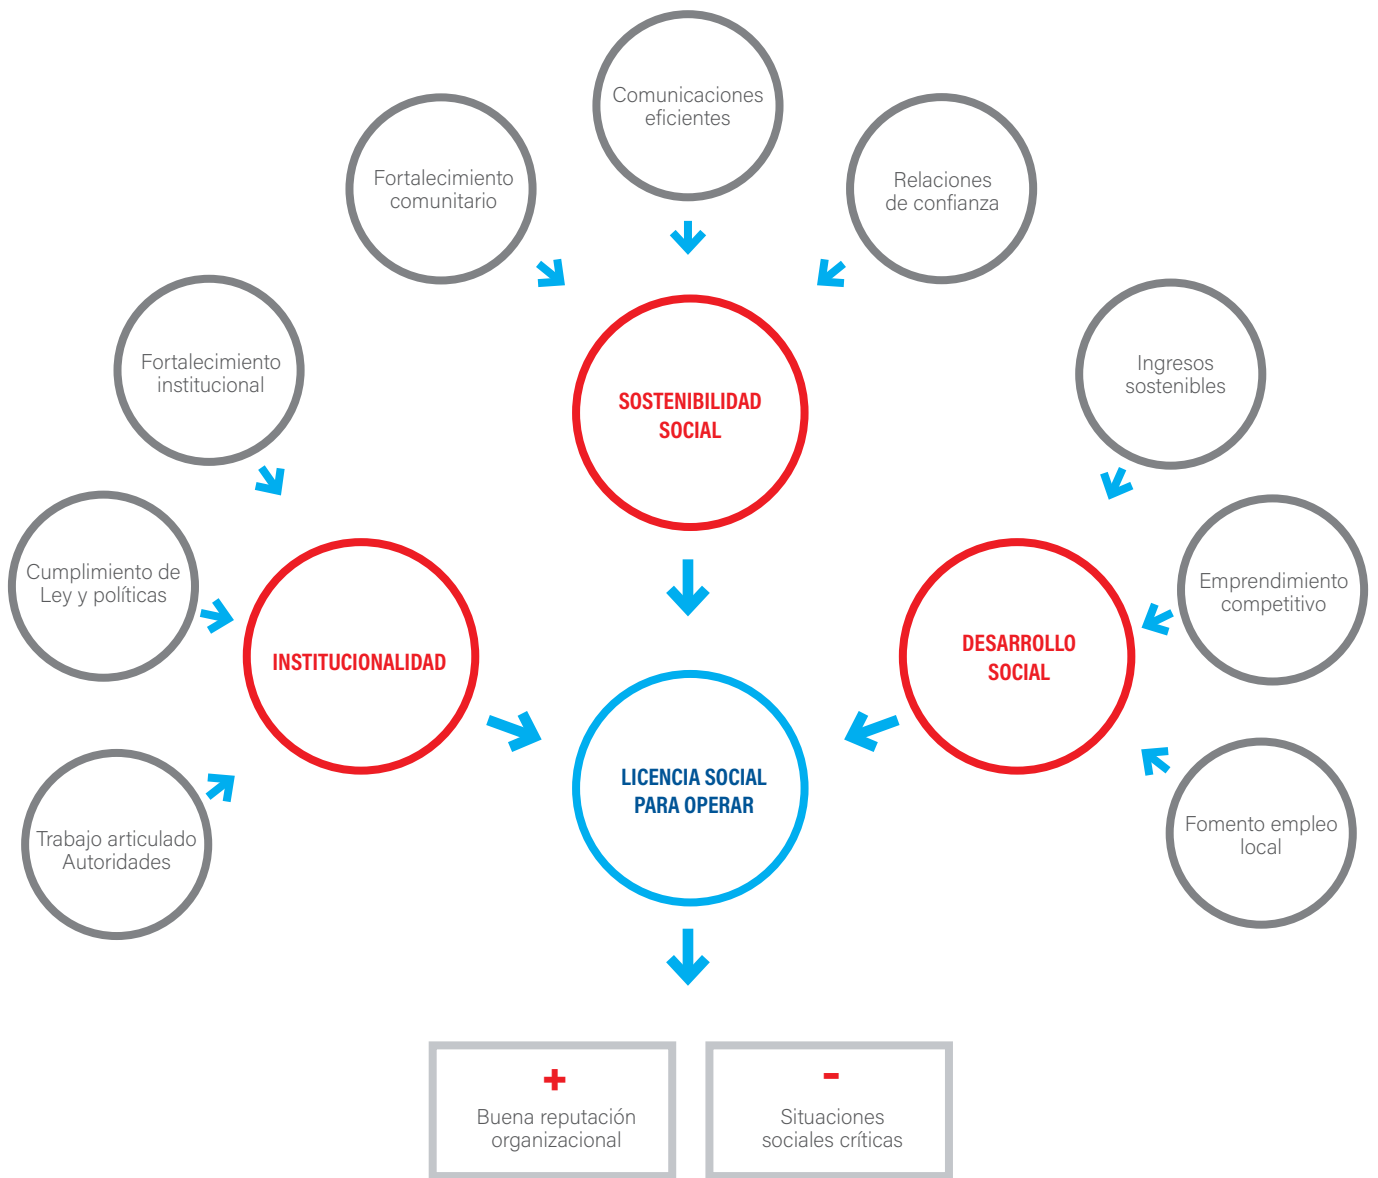 Comunicaciones
eficientes
Fortalecimiento
comunitario
Relaciones
de confianza
Fortalecimiento
institucional
Ingresos
sostenibles
SOSTENIBILIDAD
SOCIAL
Cumplimiento de
Ley y políticas
Emprendimiento
competitivo
INSTITUCIONALIDAD
DESARROLLO
SOCIAL
LICENCIA SOCIAL
PARA OPERAR
Trabajo articulado
Autoridades
Fomento empleo
local
+
Buena reputación
organizacional
-
Situaciones
sociales críticas